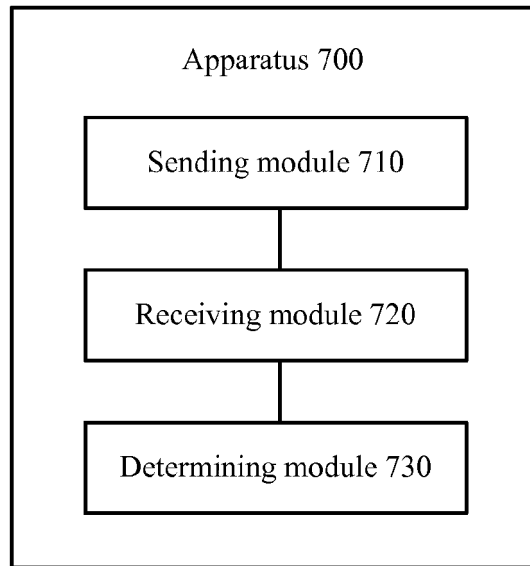 Apparatus 700
Sending module 710
Receiving module 720
Determining module 730